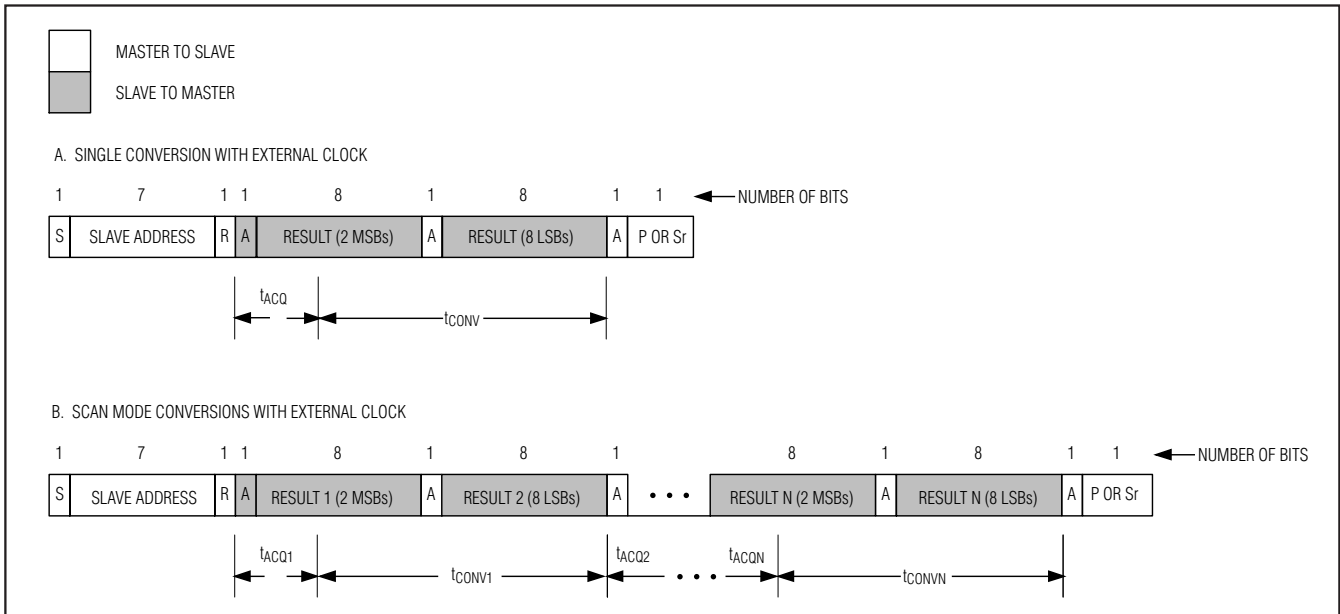 MASTER TO SLAVE
SLAVE TO MASTER
A. SINGLE CONVERSION WITH EXTERNAL CLOCK
1 7 1 1 8 1 8 1 1 NUMBER OF BITS
S SLAVE ADDRESS R A RESULT (2 MSBs) A RESULT (8 LSBs) A P OR Sr
tACQ
tCONV
B. SCAN MODE CONVERSIONS WITH EXTERNAL CLOCK
1 7 1 1 8 1 8 1 8 1 8 1 1 NUMBER OF BITS
S SLAVE ADDRESS R A RESULT 1 (2 MSBs) A RESULT 2 (8 LSBs) A • • • RESULT N (2 MSBs) A RESULT N (8 LSBs) A P OR Sr
tACQ1 tACQ2 tACQN
tCONV1 • • • tCONVN